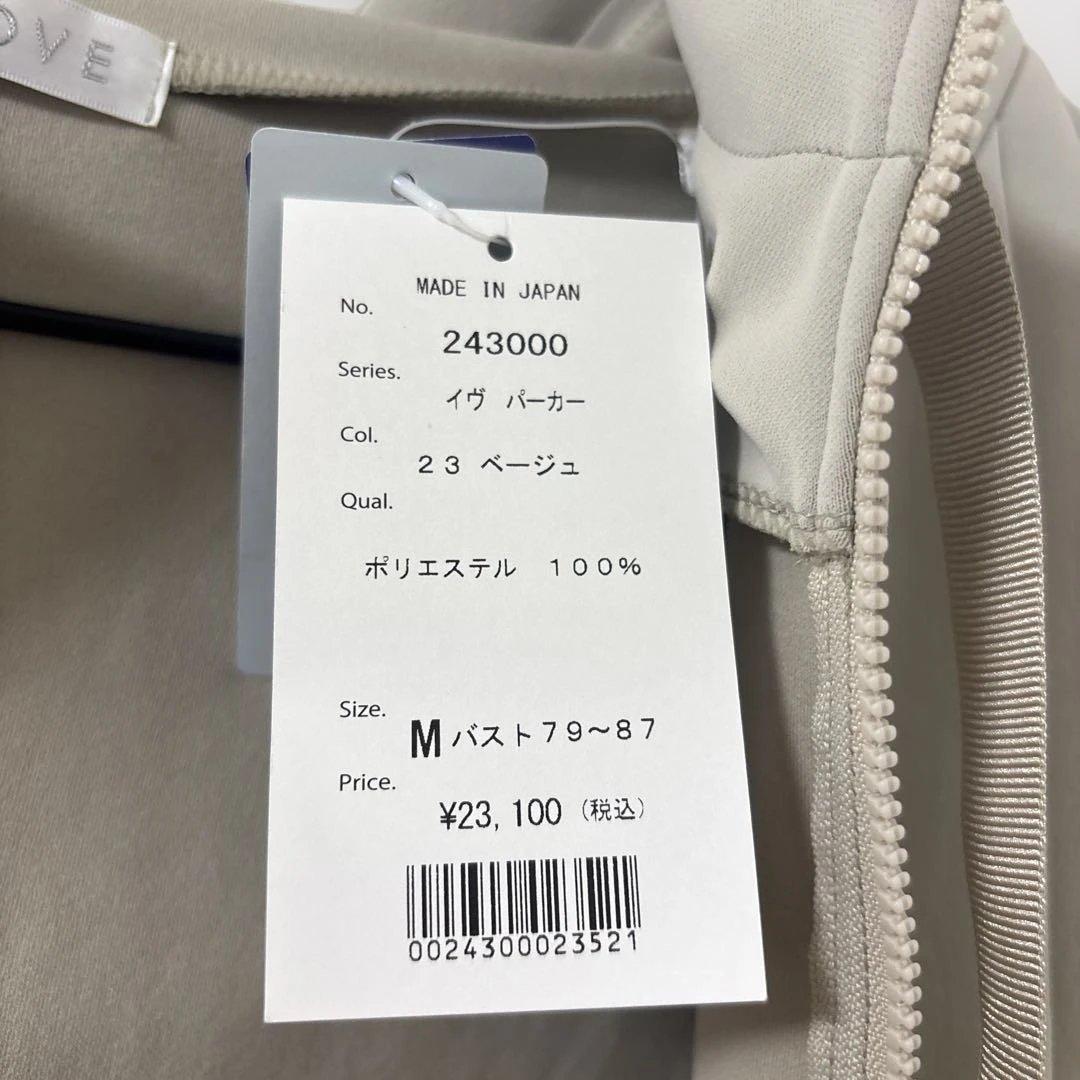 OVE
MADE IN JAPAN
No.
243000
Series.
イヴ パーカー
Col.
23 ベージュ
Qual.
ポリエステル 100%
Size.
M バスト79~87
Price.
¥23,100 (税込)
0024300023521